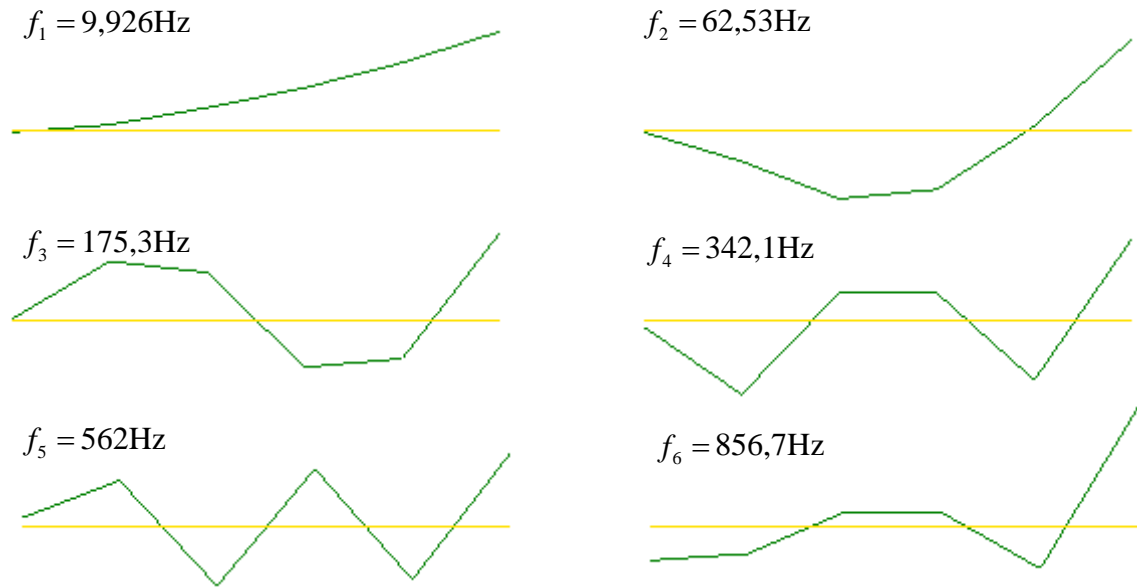 f₁ = 9,926Hz
f₂ = 62,53Hz
f₃ = 175,3Hz
f₄ = 342,1Hz
f₅ = 562Hz
f₆ = 856,7Hz